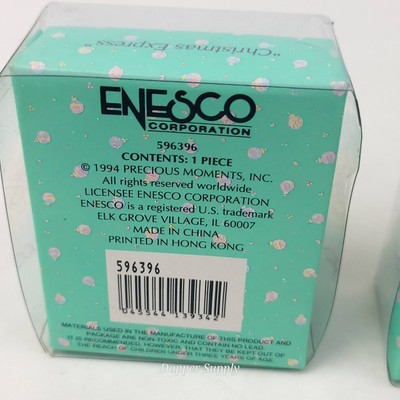 "Christmas Express"
ENESCO
CORPORATION
596396
CONTENTS: 1 PIECE
© 1994 PRECIOUS MOMENTS, INC.
All rights reserved worldwide.
LICENSEE ENESCO CORPORATION
ENESCO is a registered U.S. trademark
ELK GROVE VILLAGE, IL 60007
MADE IN CHINA
PRINTED IN HONG KONG
596396
045544 139342
MATERIALS USED IN THE MANUFACTURE OF THIS PRODUCT AND
PACKAGE ARE NON-TOXIC AND CONTAIN NO LEAD.
IT IS RECOMMENDED, HOWEVER, THAT THEY BE KEPT OUT OF
THE REACH OF CHILDREN UNDER THREE YEARS OF AGE.
Dapper Supply